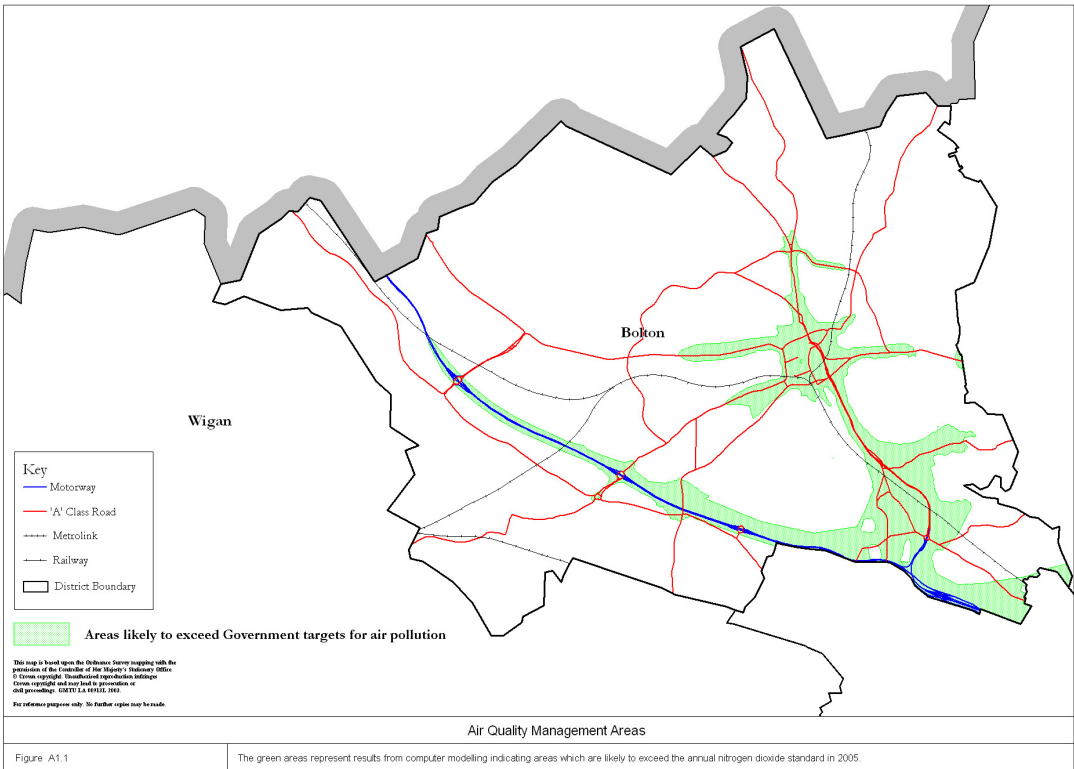 Bolton
Wigan
Key
Motorway
'A' Class Road
Metrolink
Railway
District Boundary
Areas likely to exceed Government targets for air pollution
This map is based upon the Ordnance Survey mapping with the
permission of the Controller of Her Majesty's Stationery Office
© Crown copyright. Unauthorised reproduction infringes
Crown copyright and may lead to prosecution or
civil proceedings. GMTU LA 08913L 2003.
For reference purposes only. No further copies may be made.
Air Quality Management Areas
Figure A1.1
The green areas represent results from computer modelling indicating areas which are likely to exceed the annual nitrogen dioxide standard in 2005.